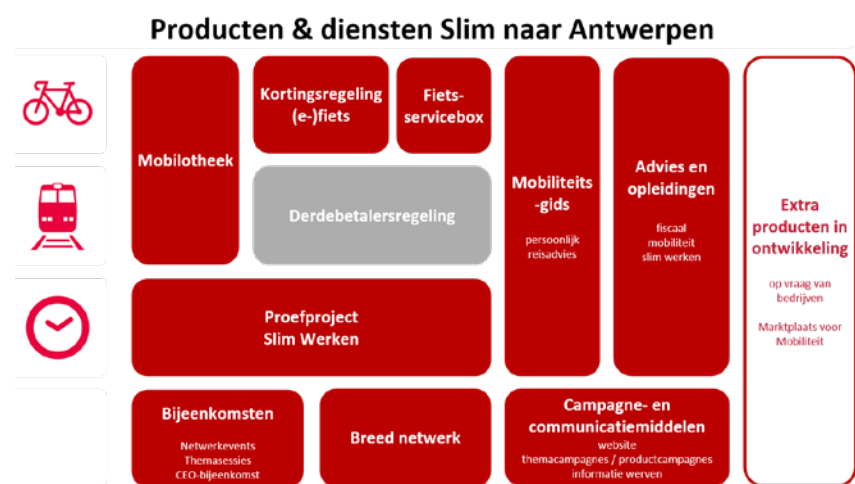 Producten & diensten Slim naar Antwerpen
Mobilotheek
Kortingsregeling
(e-)fiets
Fiets-
servicebox
Derdebetalersregeling
Proefproject
Slim Werken
Mobiliteits
-gids
persoonlijk
reisadvies
Advies en
opleidingen
fiscaal
mobiliteit
slim werken
Extra
producten in
ontwikkeling
op vraag van
bedrijven
Marktplaats voor
Mobiliteit
Bijeenkomsten
Netwerkevents
Themasessies
CEO-bijeenkomst
Breed netwerk
Campagne- en
communicatiemiddelen
website
themacampagnes / productcampagnes
informatie werven